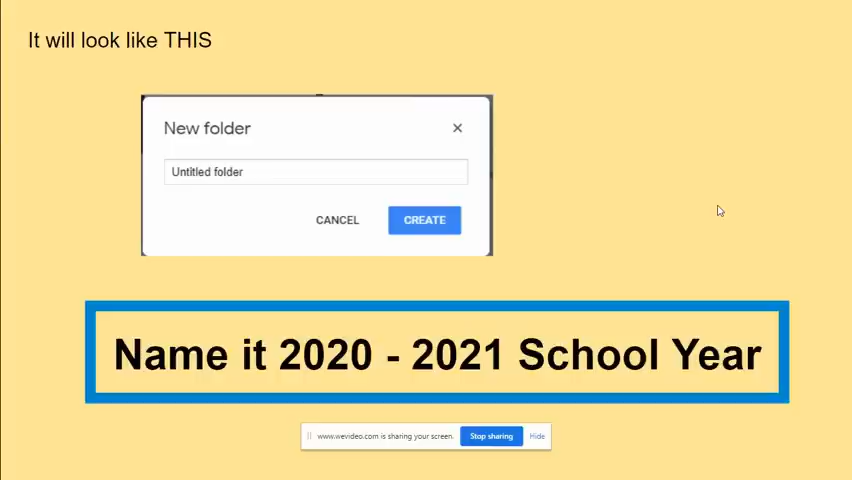 It will look like THIS
New folder
Untitled folder
CANCEL CREATE
Name it 2020 - 2021 School Year
www.wevideo.com is sharing your screen. Stop sharing Hide